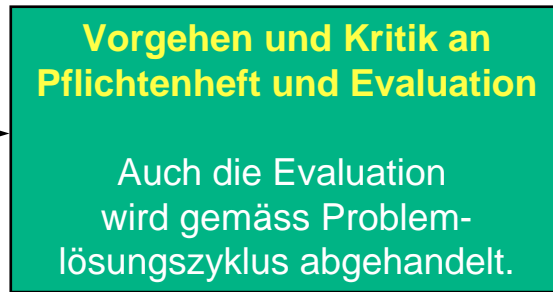 Vorgehen und Kritik an
Pflichtenheft und Evaluation
Auch die Evaluation
wird gemäss Problem-
lösungszyklus abgehandelt.